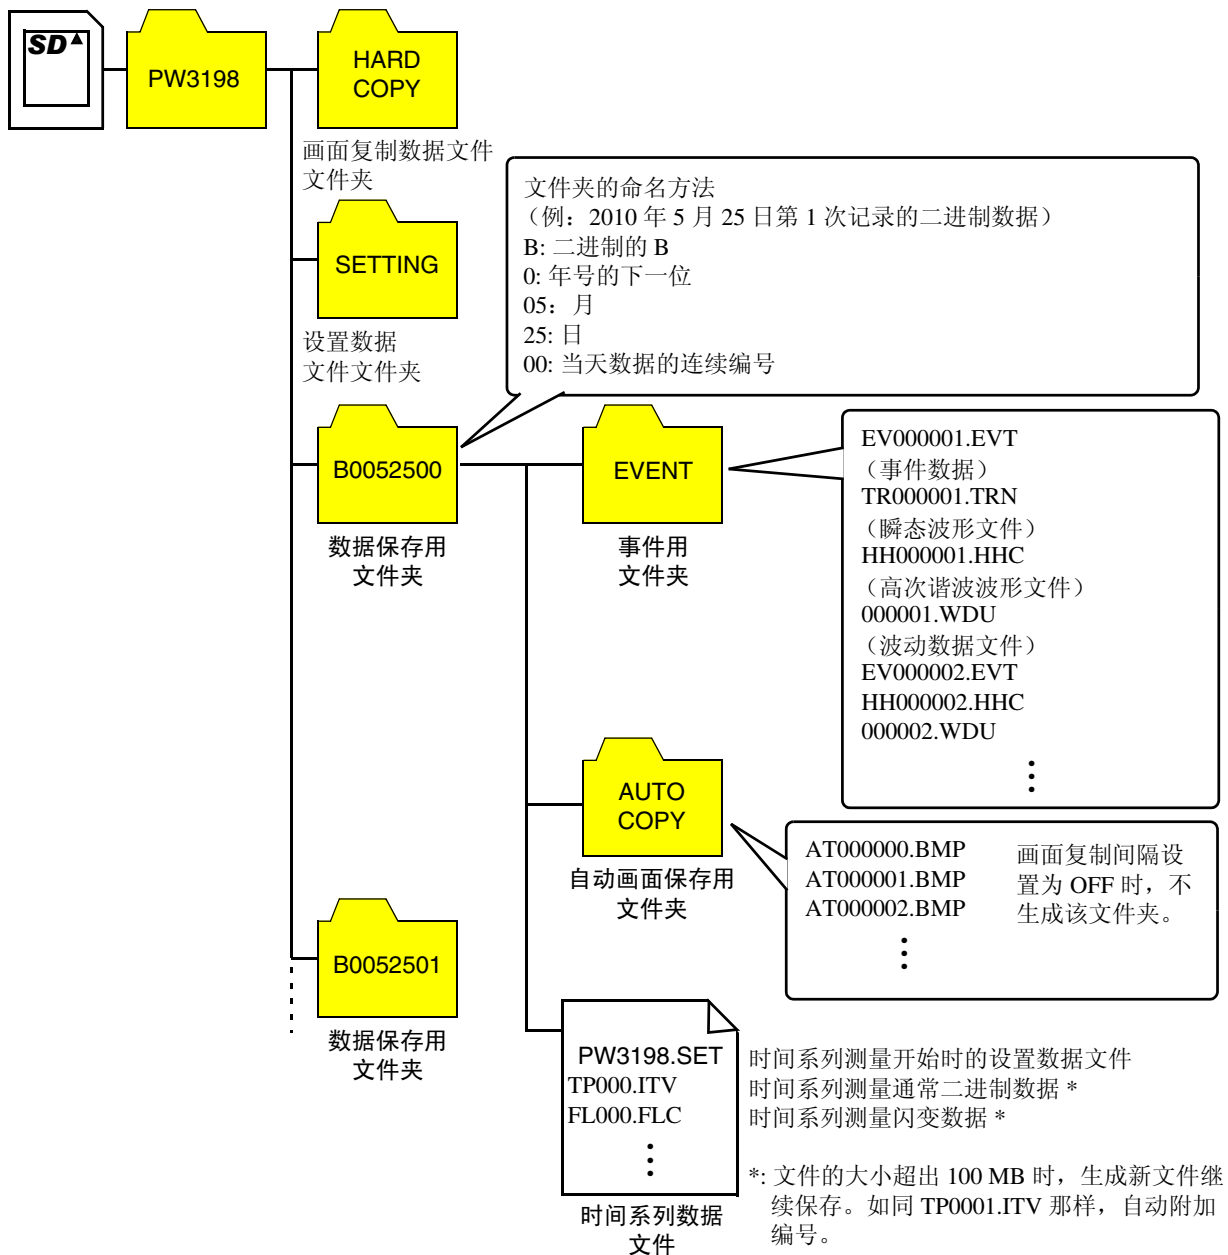 SD
PW3198
HARD
COPY
画面复制数据文件
文件夹
SETTING
设置数据
文件文件夹
文件夹的命名方法
（例：2010 年 5 月 25 日第 1 次记录的二进制数据）
B: 二进制的 B
0: 年号的下一位
05：月
25: 日
00: 当天数据的连续编号
B0052500
数据保存用
文件夹
EVENT
事件用
文件夹
EV000001.EVT
（事件数据）
TR000001.TRN
（瞬态波形文件）
HH000001.HHC
（高次谐波波形文件）
000001.WDU
（波动数据文件）
EV000002.EVT
HH000002.HHC
000002.WDU
⋮
AUTO
COPY
自动画面保存用
文件夹
AT000000.BMP
AT000001.BMP
AT000002.BMP
⋮
画面复制间隔设
置为 OFF 时，不
生成该文件夹。
B0052501
数据保存用
文件夹
PW3198.SET
TP000.ITV
FL000.FLC
⋮
时间系列数据
文件
时间系列测量开始时的设置数据文件
时间系列测量通常二进制数据 *
时间系列测量闪变数据 *
*: 文件的大小超出 100 MB 时，生成新文件继
续保存。如同 TP0001.ITV 那样，自动附加
编号。